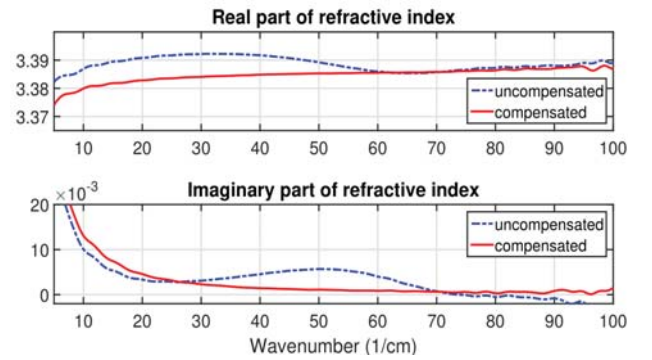 Real part of refractive index
3.39
3.38
3.37
uncompensated
compensated
10 20 30 40 50 60 70 80 90 100
Imaginary part of refractive index
×10⁻³
20
10
0
uncompensated
compensated
10 20 30 40 50 60 70 80 90 100
Wavenumber (1/cm)